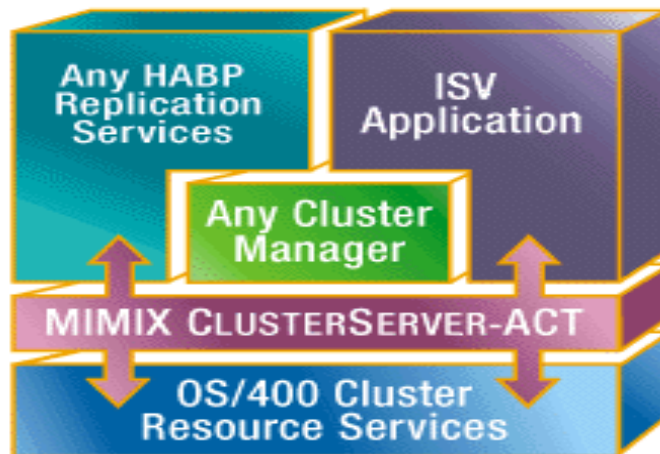 Any HABP
Replication
Services
ISV
Application
Any Cluster
Manager
MIMIX CLUSTERSERVER-ACT
OS/400 Cluster
Resource Services